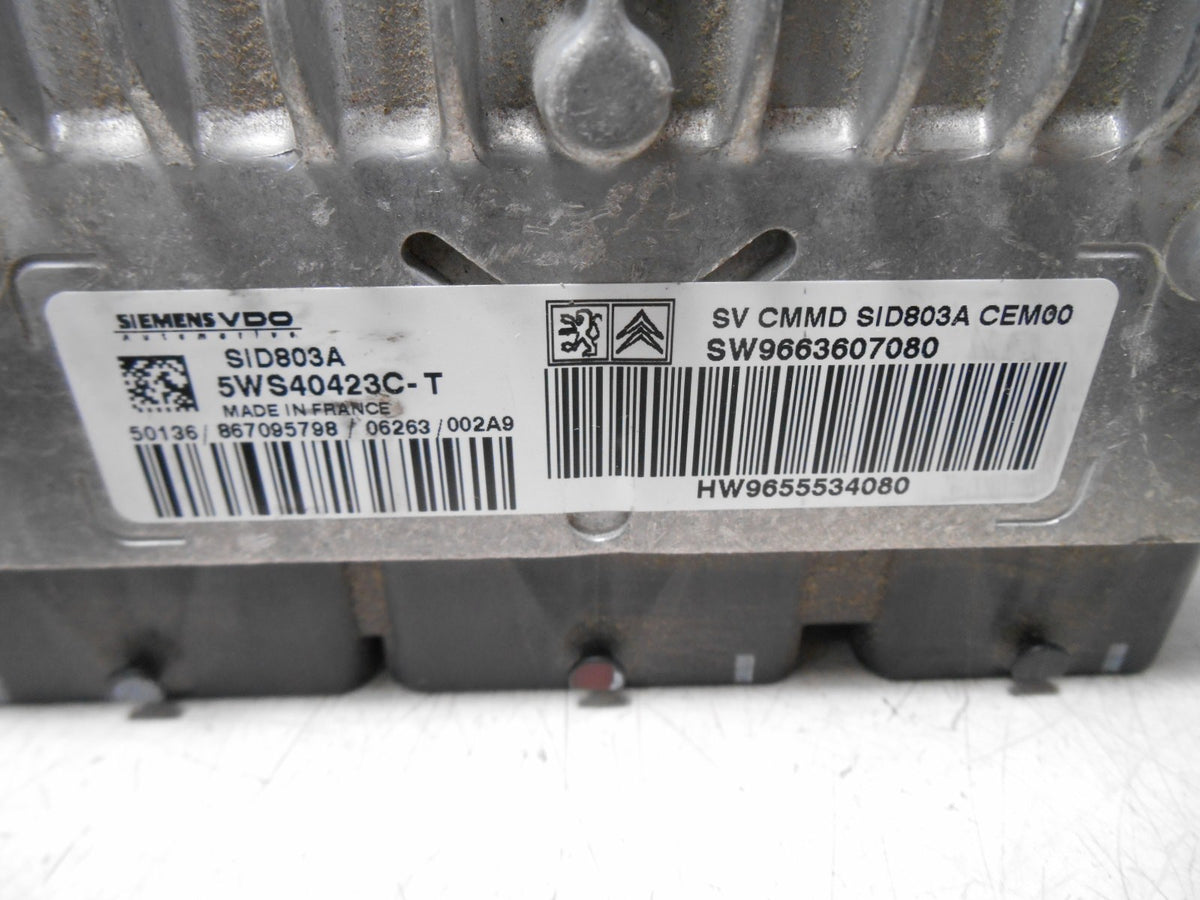 SIEMENS VDO
Automotive
SID803A
5WS40423C-T
MADE IN FRANCE
50136 / 867095798 / 06263 / 002A9
SV CMMD SID803A CEM00
SW9663607080
HW9655534080